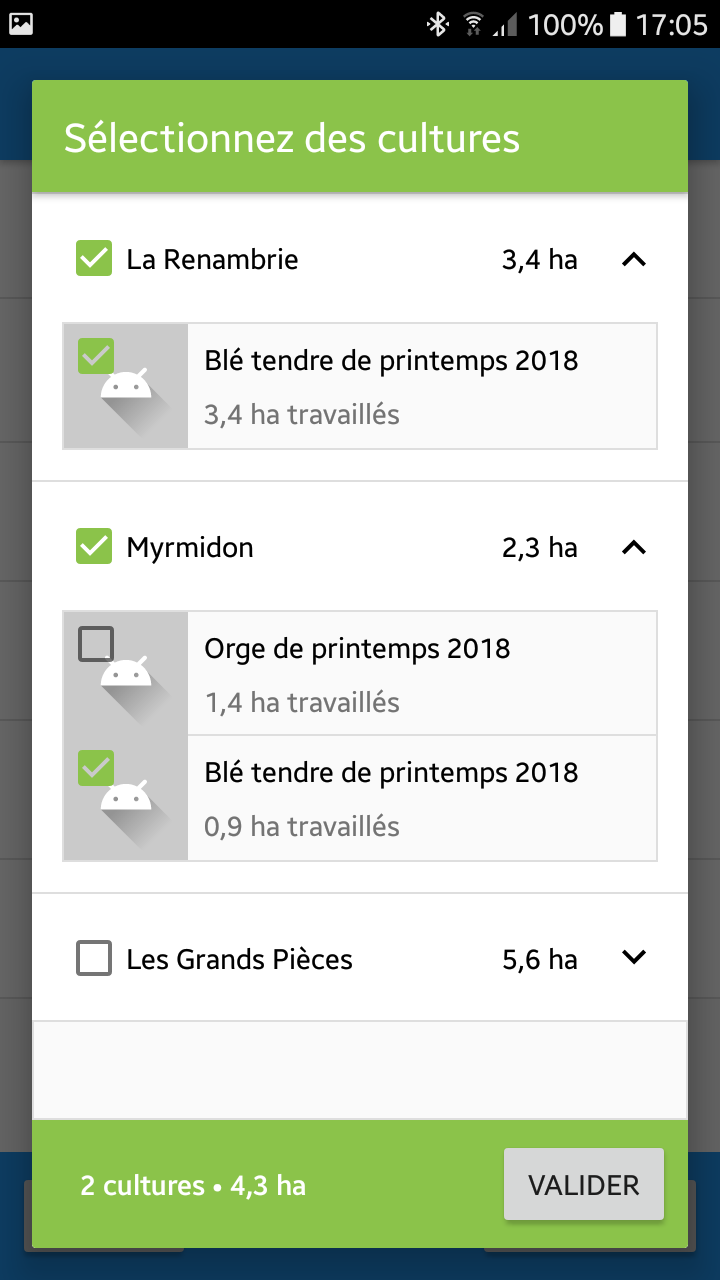 100% 17:05
Sélectionnez des cultures
La Renambrie 3,4 ha
Blé tendre de printemps 2018
3,4 ha travaillés
Myrmidon 2,3 ha
Orge de printemps 2018
1,4 ha travaillés
Blé tendre de printemps 2018
0,9 ha travaillés
Les Grands Pièces 5,6 ha
2 cultures • 4,3 ha VALIDER